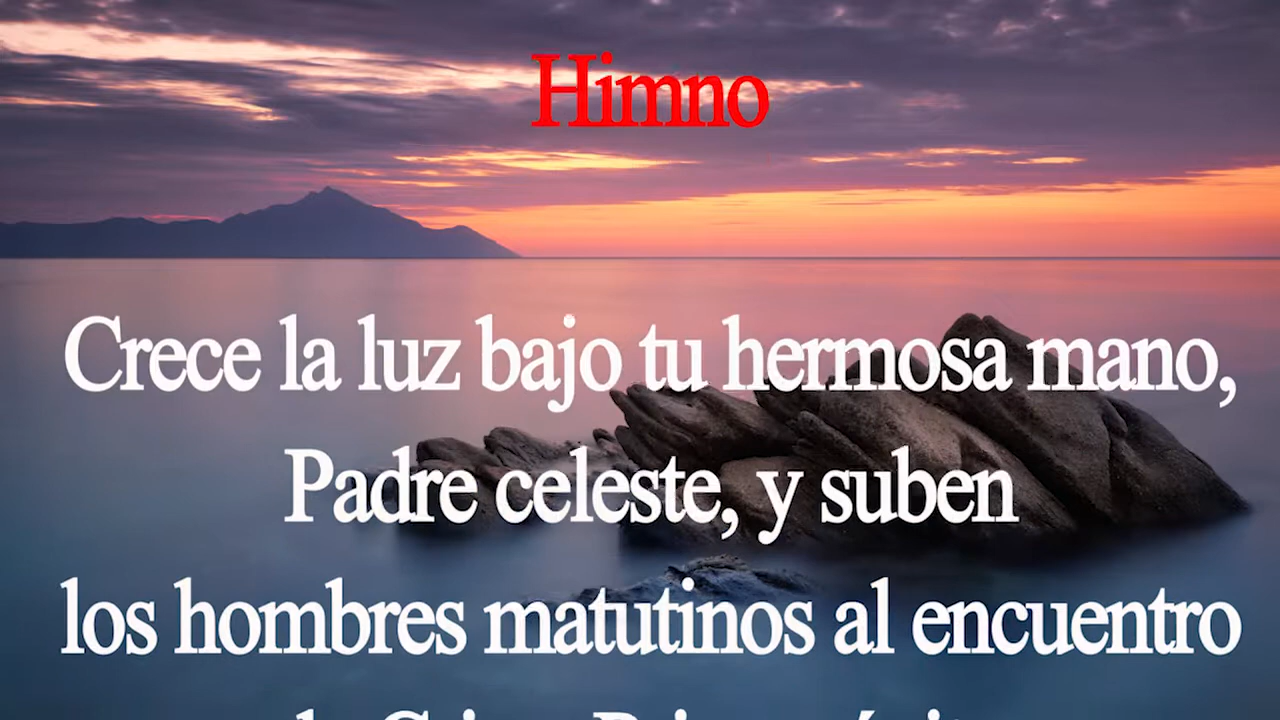 Himno
Crece la luz bajo tu hermosa mano,
Padre celeste, y suben
los hombres matutinos al encuentro